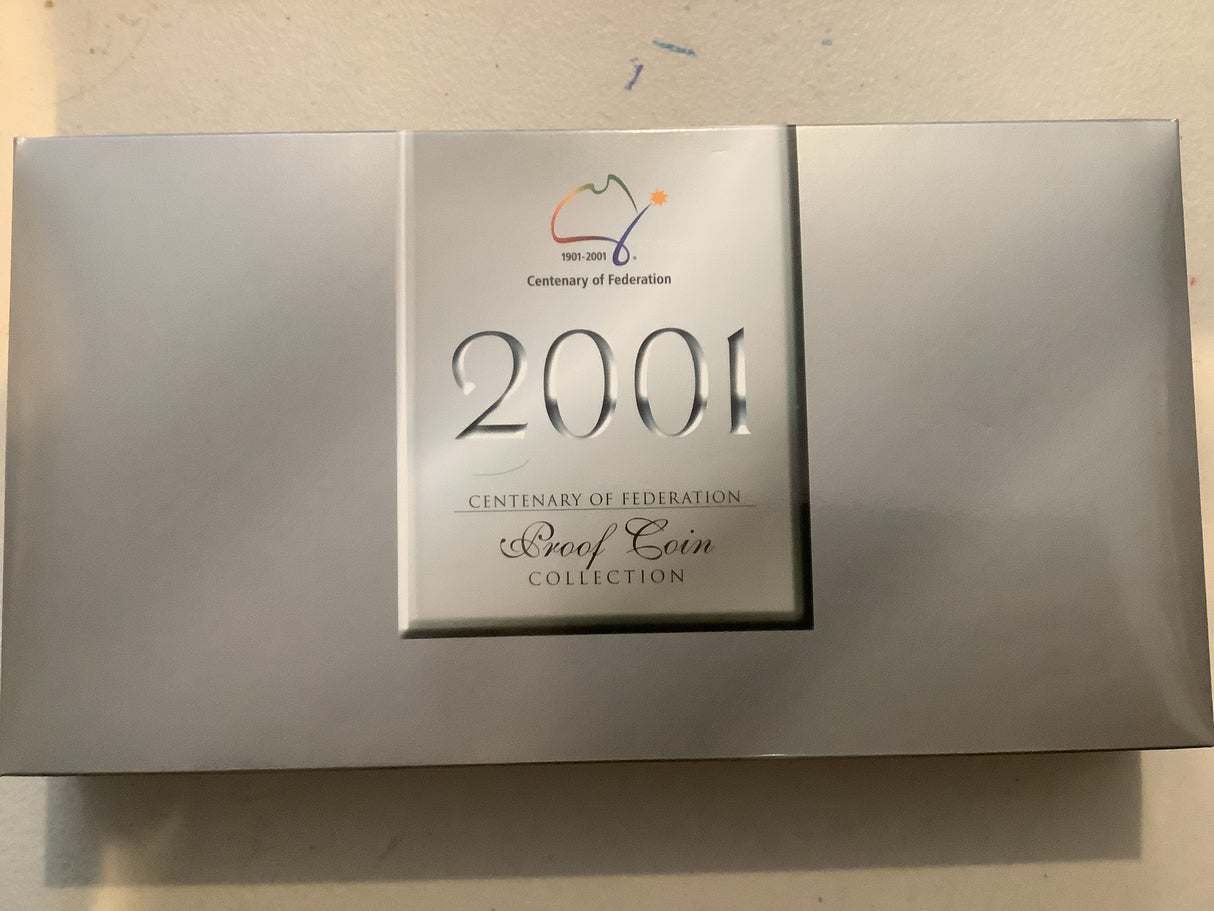 1901-2001
Centenary of Federation
2001
CENTENARY OF FEDERATION
Proof Coin
COLLECTION